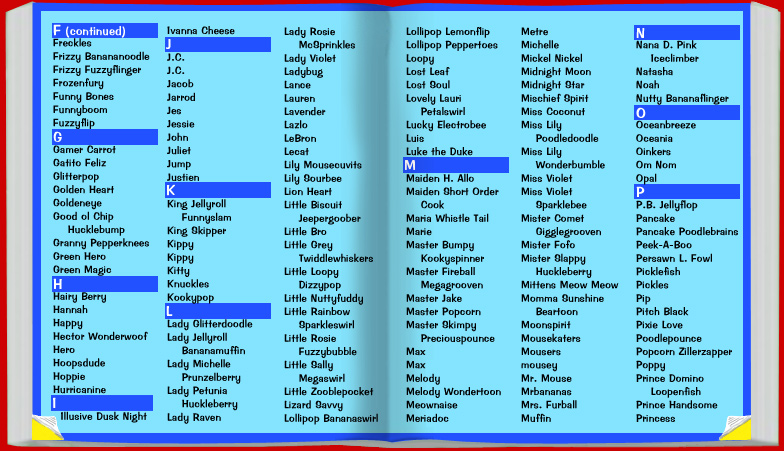 F (continued)
Freckles
Frizzy Banananoodle
Frizzy Fuzzyflinger
Frozenfury
Funny Bones
Funnyboom
Fuzzyflip
G
Gamer Carrot
Gatito Feliz
Glitterpop
Golden Heart
Goldeneye
Good ol Chip
Hucklebump
Granny Pepperknees
Green Hero
Green Magic
H
Hairy Berry
Hannah
Happy
Hector Wonderwoof
Hero
Hoopsdude
Hoppie
Hurricanine
I
Illusive Dusk Night
Ivanna Cheese
J
J.C.
J.C.
Jacob
Jarrod
Jes
Jessie
John
Juliet
Jump
Justien
K
King Jellyroll
Funnyslam
King Skipper
Kippy
Kippy
Kitty
Knuckles
Kookypop
L
Lady Glitterdoodle
Lady Jellyroll
Bananamuffin
Lady Michelle
Prunzelberry
Lady Petunia
Huckleberry
Lady Raven
Lady Rosie
McSprinkles
Lady Violet
Ladybug
Lance
Lauren
Lavender
Lazlo
LeBron
Lecat
Lily Mousecuvits
Lily Sourbee
Lion Heart
Little Biscuit
Jeepergoober
Little Bro
Little Grey
Twiddlewhiskers
Little Loopy
Dizzypop
Little Nuttyfuddy
Little Rainbow
Sparkleswirl
Little Rosie
Fuzzybubble
Little Sally
Megaswirl
Little Zooblepocket
Lizard Savvy
Lollipop Bananaswirl
Lollipop Lemonflip
Lollipop Peppertoes
Loopy
Lost Leaf
Lost Soul
Lovely Lauri
Petalswirl
Lucky Electrobee
Luis
Luke the Duke
M
Maiden H. Allo
Maiden Short Order
Cook
Maria Whistle Tail
Marie
Master Bumpy
Kookyspinner
Master Fireball
Megagrooven
Master Jake
Master Popcorn
Master Skimpy
Preciouspounce
Max
Max
Melody
Melody Wondertoon
Meownaise
Meriadoc
Metre
Michelle
Mickel Nickel
Midnight Moon
Midnight Star
Mischief Spirit
Miss Coconut
Miss Lily
Poodledoodle
Miss Lily
Wonderbumble
Miss Violet
Miss Violet
Sparklebee
Mister Comet
Gigglegrooven
Mister Fofo
Mister Slappy
Huckleberry
Mittens Meow Meow
Momma Sunshine
Beartoon
Moonspirit
Mousekaters
Mousers
mousey
Mr. Mouse
Mrbananas
Mrs. Furball
Muffin
N
Nana D. Pink
Iceclimber
Natasha
Noah
Nutty Bananaflinger
O
Oceanbreeze
Oceania
Oinkers
Om Nom
Opal
P
P.B. Jellyflop
Pancake
Pancake Poodlebrains
Peek-A-Boo
Persawn L. Fowl
Picklefish
Pickles
Pip
Pitch Black
Pixie Love
Poodlepounce
Popcorn Zillerzapper
Poppy
Prince Domino
Loopenfish
Prince Handsome
Princess